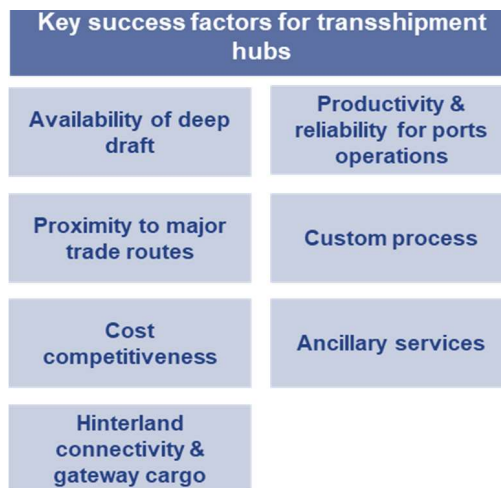 Key success factors for transshipment
hubs
Availability of deep
draft
Productivity &
reliability for ports
operations
Proximity to major
trade routes
Custom process
Cost
competitiveness
Ancillary services
Hinterland
connectivity &
gateway cargo